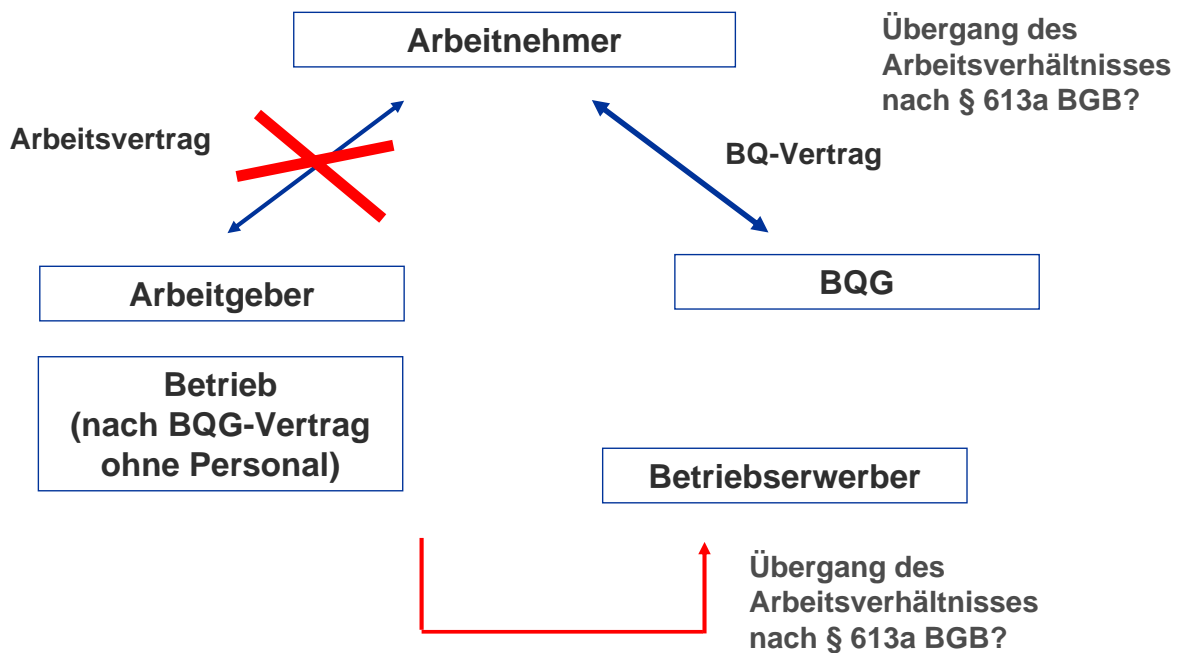 Arbeitnehmer
Übergang des
Arbeitsverhältnisses
nach § 613a BGB?
Arbeitsvertrag
BQ-Vertrag
Arbeitgeber
BQG
Betrieb
(nach BQG-Vertrag
ohne Personal)
Betriebserwerber
Übergang des
Arbeitsverhältnisses
nach § 613a BGB?